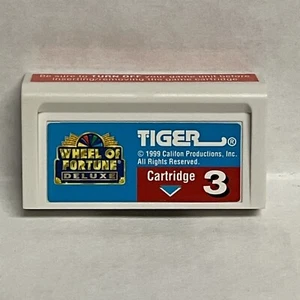 Be sure to TURN OFF your game unit before
inserting/removing the game cartridge
WHEEL OF
FORTUNE
DELUXE
TIGER®
© 1999 Califon Productions, Inc.
All Rights Reserved.
Cartridge 3